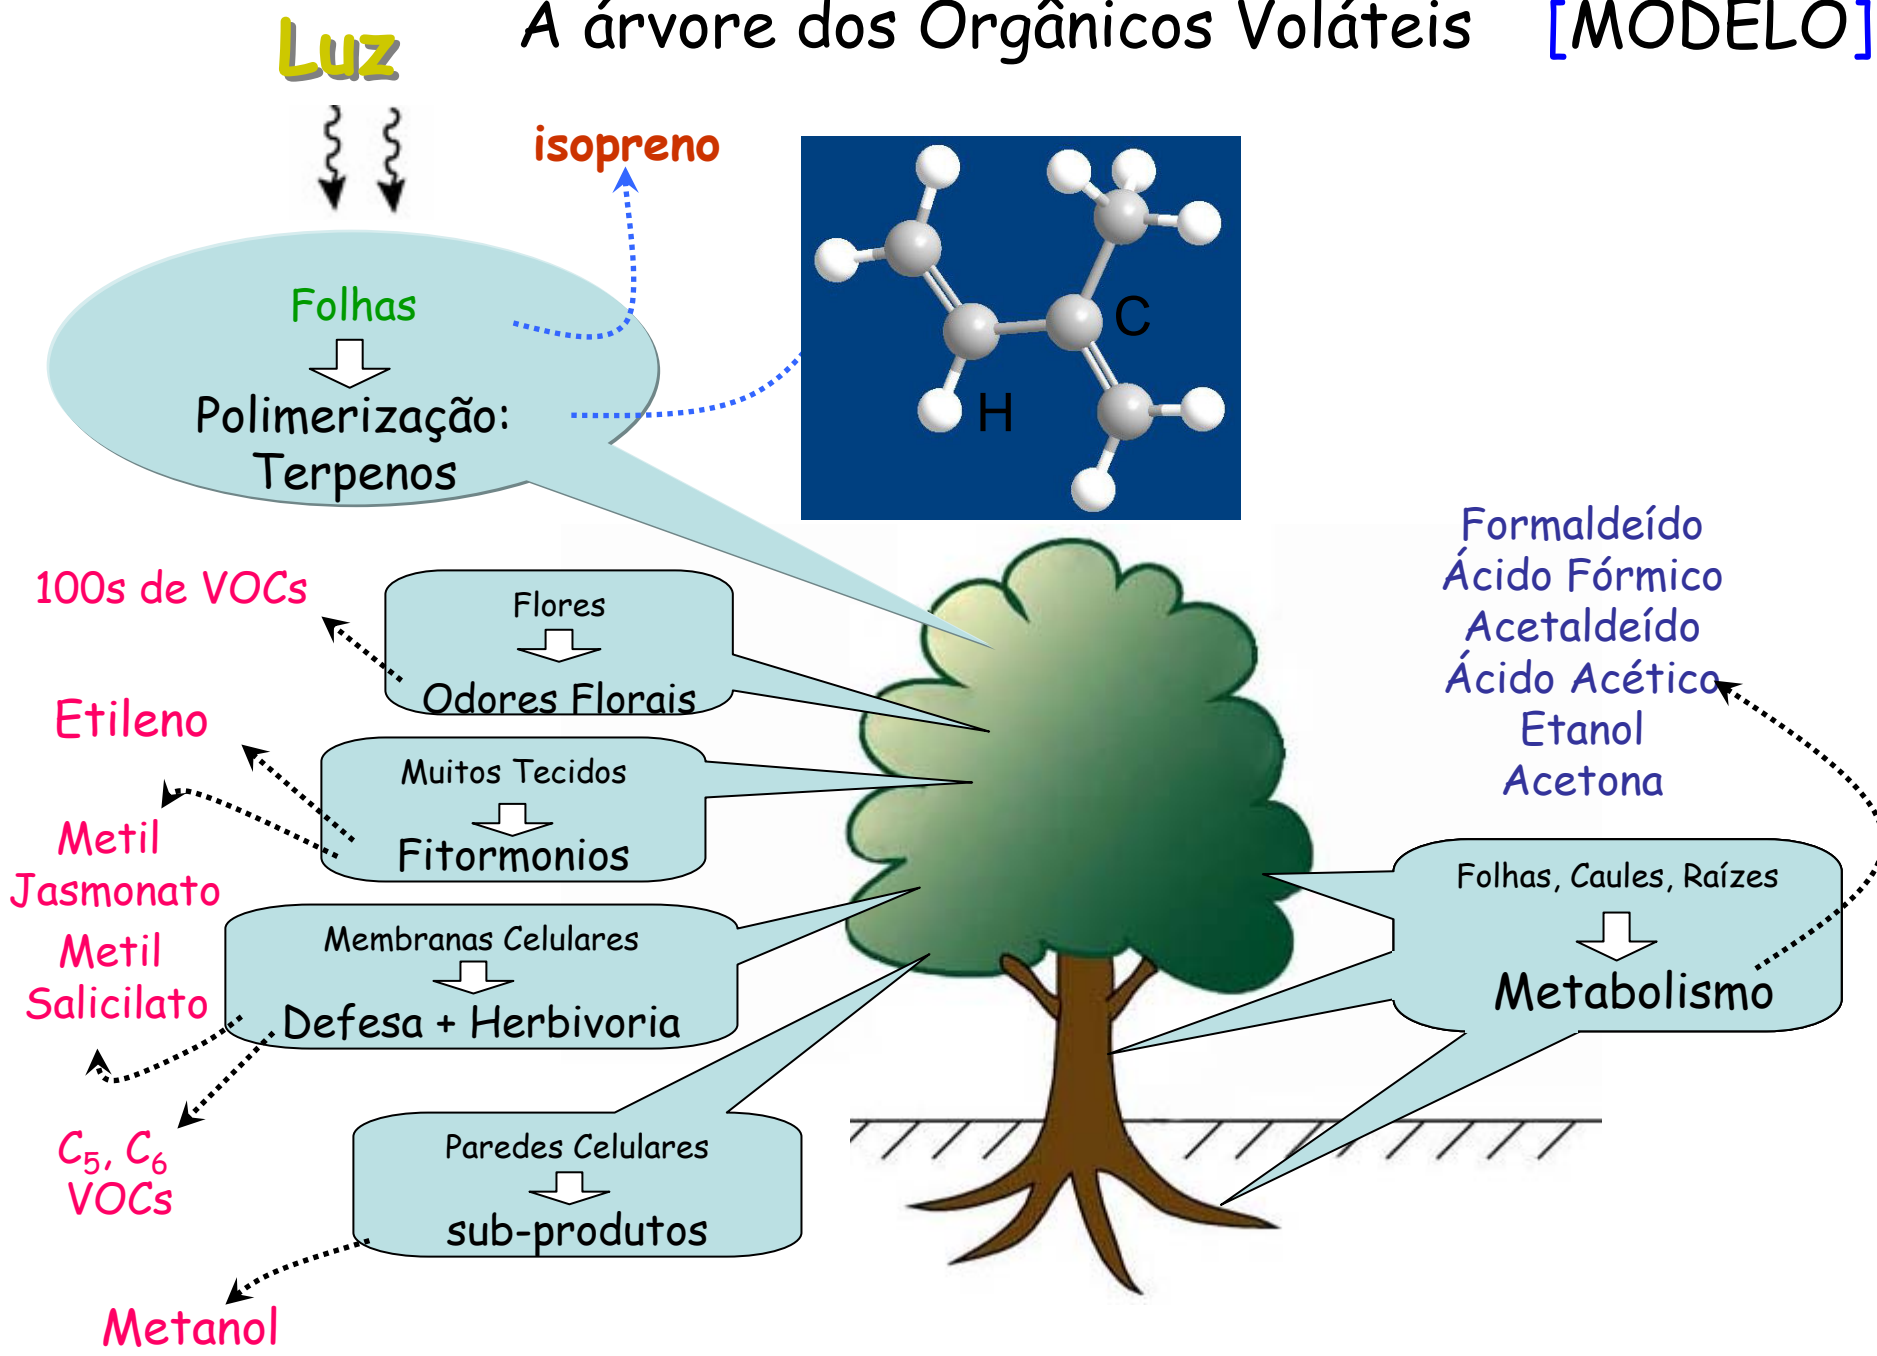 A árvore dos Orgânicos Voláteis [MODELO]
Luz
isopreno
Folhas
Polimerização:
Terpenos
C
H
100s de VOCs
Flores
Odores Florais
Etileno
Muitos Tecidos
Fitormonios
Metil
Jasmonato
Metil
Salicilato
Membranas Celulares
Defesa + Herbivoria
C₅, C₆
VOCs
Paredes Celulares
sub-produtos
Metanol
Formaldeído
Ácido Fórmico
Acetaldeído
Ácido Acético
Etanol
Acetona
Folhas, Caules, Raízes
Metabolismo